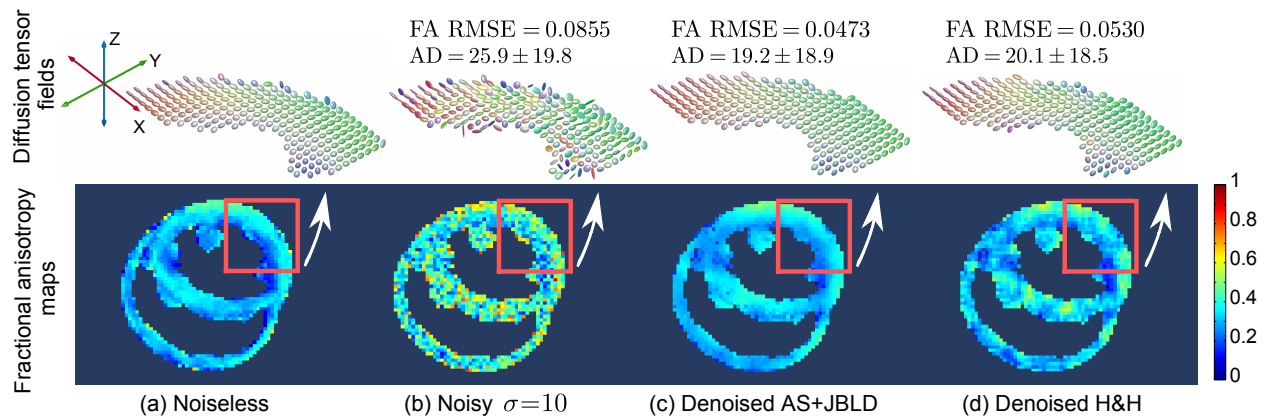 Diffusion tensor
fields
Z
Y
X
FA RMSE = 0.0855
AD = 25.9 ± 19.8
FA RMSE = 0.0473
AD = 19.2 ± 18.9
FA RMSE = 0.0530
AD = 20.1 ± 18.5
Fractional anisotropy
maps
1
0.8
0.6
0.4
0.2
0
(a) Noiseless
(b) Noisy σ=10
(c) Denoised AS+JBLD
(d) Denoised H&H